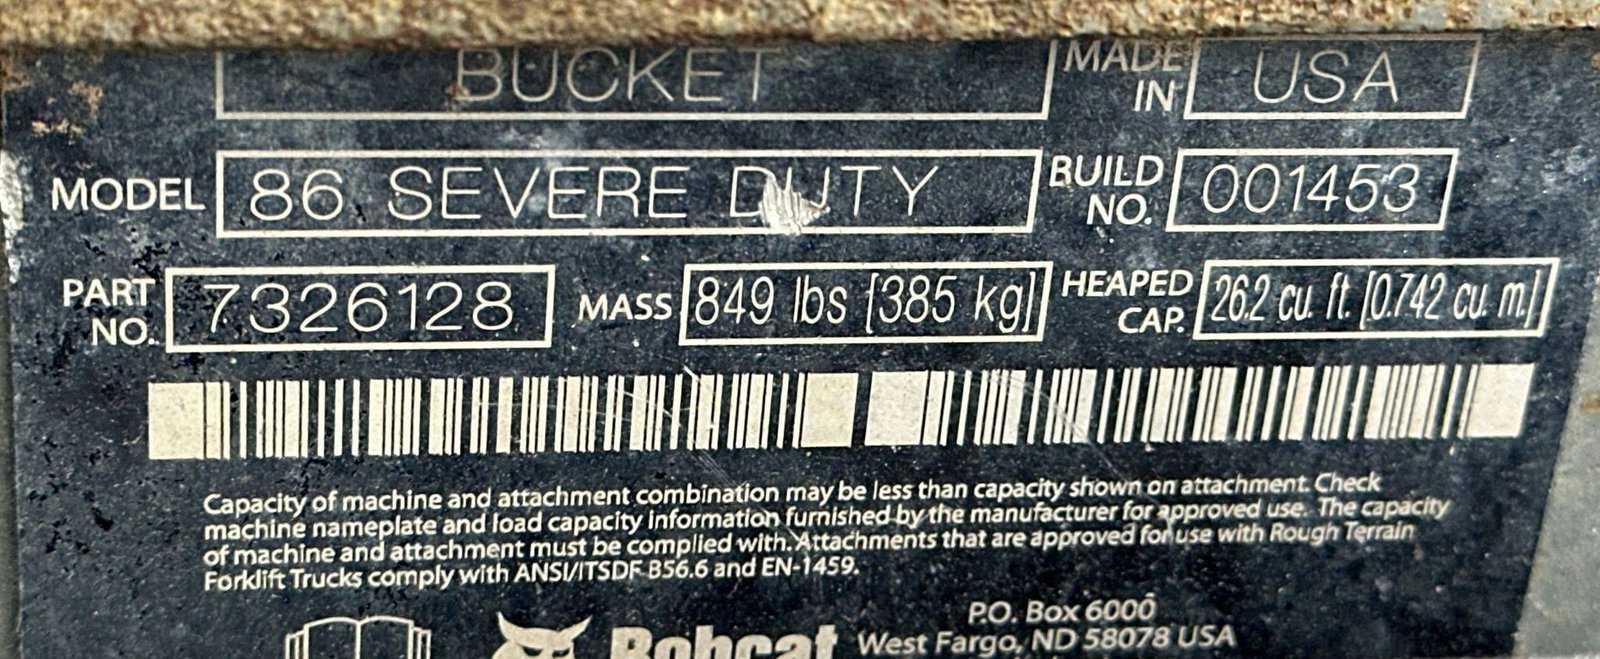 BUCKET MADE IN USA
MODEL 86 SEVERE DUTY BUILD NO. 001453
PART NO. 7326128 MASS 849 lbs [385 kg] HEAPED CAP. 26.2 cu. ft. [0.742 cu. m.]
Capacity of machine and attachment combination may be less than capacity shown on attachment. Check
machine nameplate and load capacity information furnished by the manufacturer for approved use. The capacity
of machine and attachment must be complied with. Attachments that are approved for use with Rough Terrain
Forklift Trucks comply with ANSI/ITSDF B56.6 and EN-1459.
P.O. Box 6000
Bobcat West Fargo, ND 58078 USA